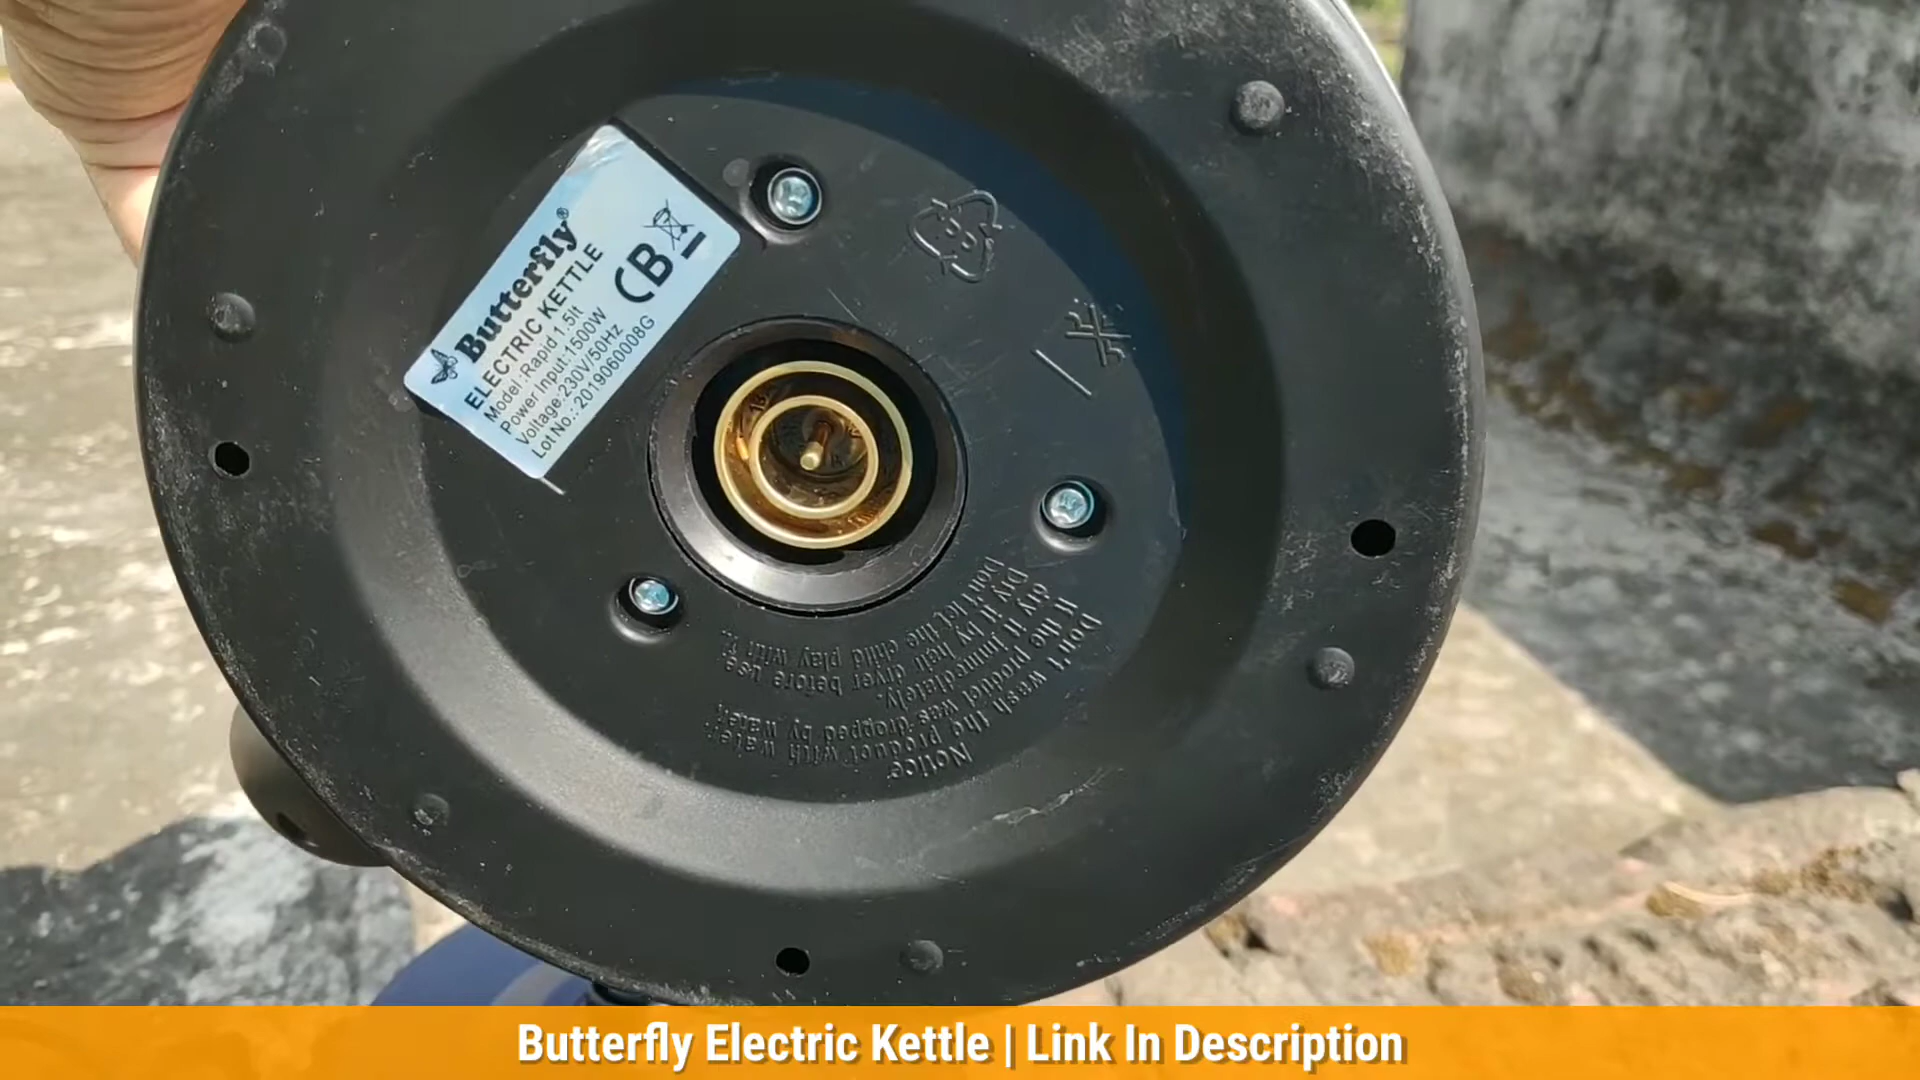 Butterfly®
ELECTRIC KETTLE
Model:Rapid 1.5lt
Power Input:1500W
Voltage:230V/50Hz
Lot No.:2019060008G
CB
Notice:
Don't wash the product with water.
If the product was dropped by water,
dry it immediately.
Dry it by heir dryer before use.
Don't let the child play with it.
Butterfly Electric Kettle | Link In Description